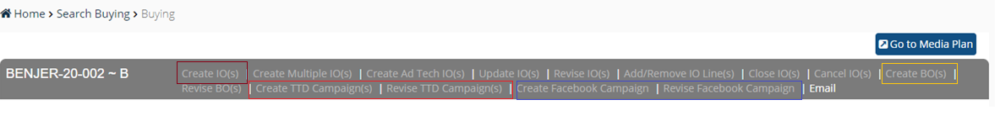 Home > Search Buying > Buying
Go to Media Plan
BENJER-20-002 ~ B
Create IO(s) | Create Multiple IO(s) | Create Ad Tech IO(s) | Update IO(s) | Revise IO(s) | Add/Remove IO Line(s) | Close IO(s) | Cancel IO(s) | Create BO(s) |
Revise BO(s) | Create TTD Campaign(s) | Revise TTD Campaign(s) | Create Facebook Campaign | Revise Facebook Campaign | Email